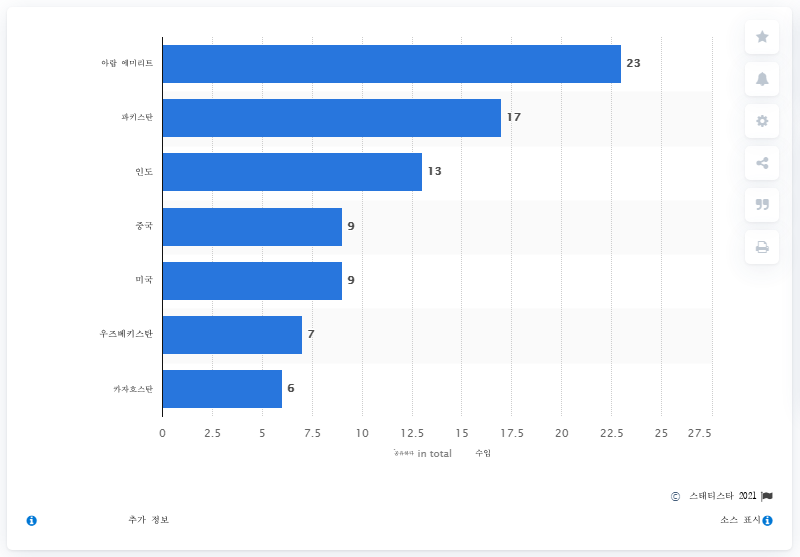 아랍 에미리트 23
파키스탄 17
인도 13
중국 9
미국 9
우즈베키스탄 7
카자흐스탄 6
0 2.5 5 7.5 10 12.5 15 17.5 20 22.5 25 27.5
in total 수입
© 스태티스타 2021
추가 정보 소스 표시